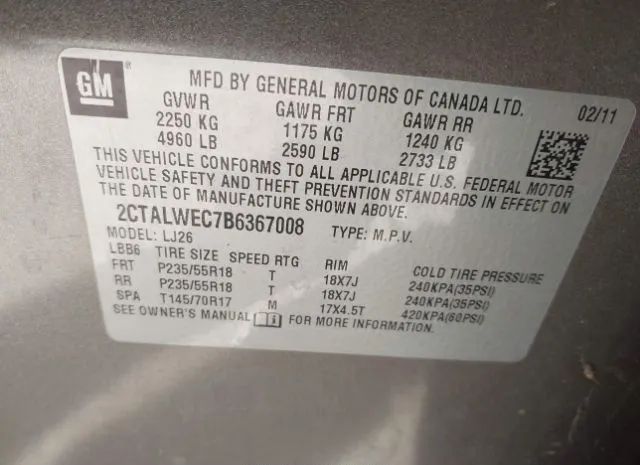 GM
MFD BY GENERAL MOTORS OF CANADA LTD. 02/11
GVWR GAWR FRT GAWR RR
2250 KG 1175 KG 1240 KG
4960 LB 2590 LB 2733 LB
THIS VEHICLE CONFORMS TO ALL APPLICABLE U.S. FEDERAL MOTOR
VEHICLE SAFETY AND THEFT PREVENTION STANDARDS IN EFFECT ON
THE DATE OF MANUFACTURE SHOWN ABOVE.
2CTALWEC7B6367008 TYPE: M.P.V.
MODEL: LJ26
LBB6 TIRE SIZE SPEED RTG RIM COLD TIRE PRESSURE
FRT P235/55R18 T 18X7J 240KPA(35PSI)
RR P235/55R18 T 18X7J 240KPA(35PSI)
SPA T145/70R17 M 17X4.5T 420KPA(60PSI)
SEE OWNER'S MANUAL FOR MORE INFORMATION.